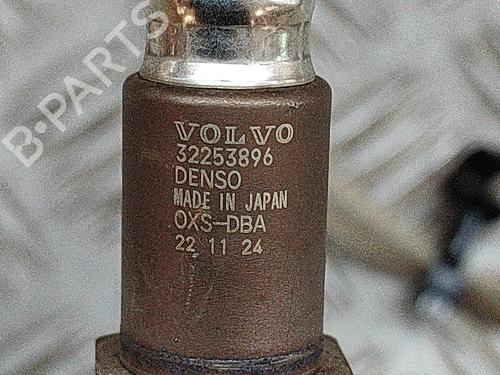 B-PARTS
VOLVO
32253896
DENSO
MADE IN JAPAN
OXS-DBA
22 11 24